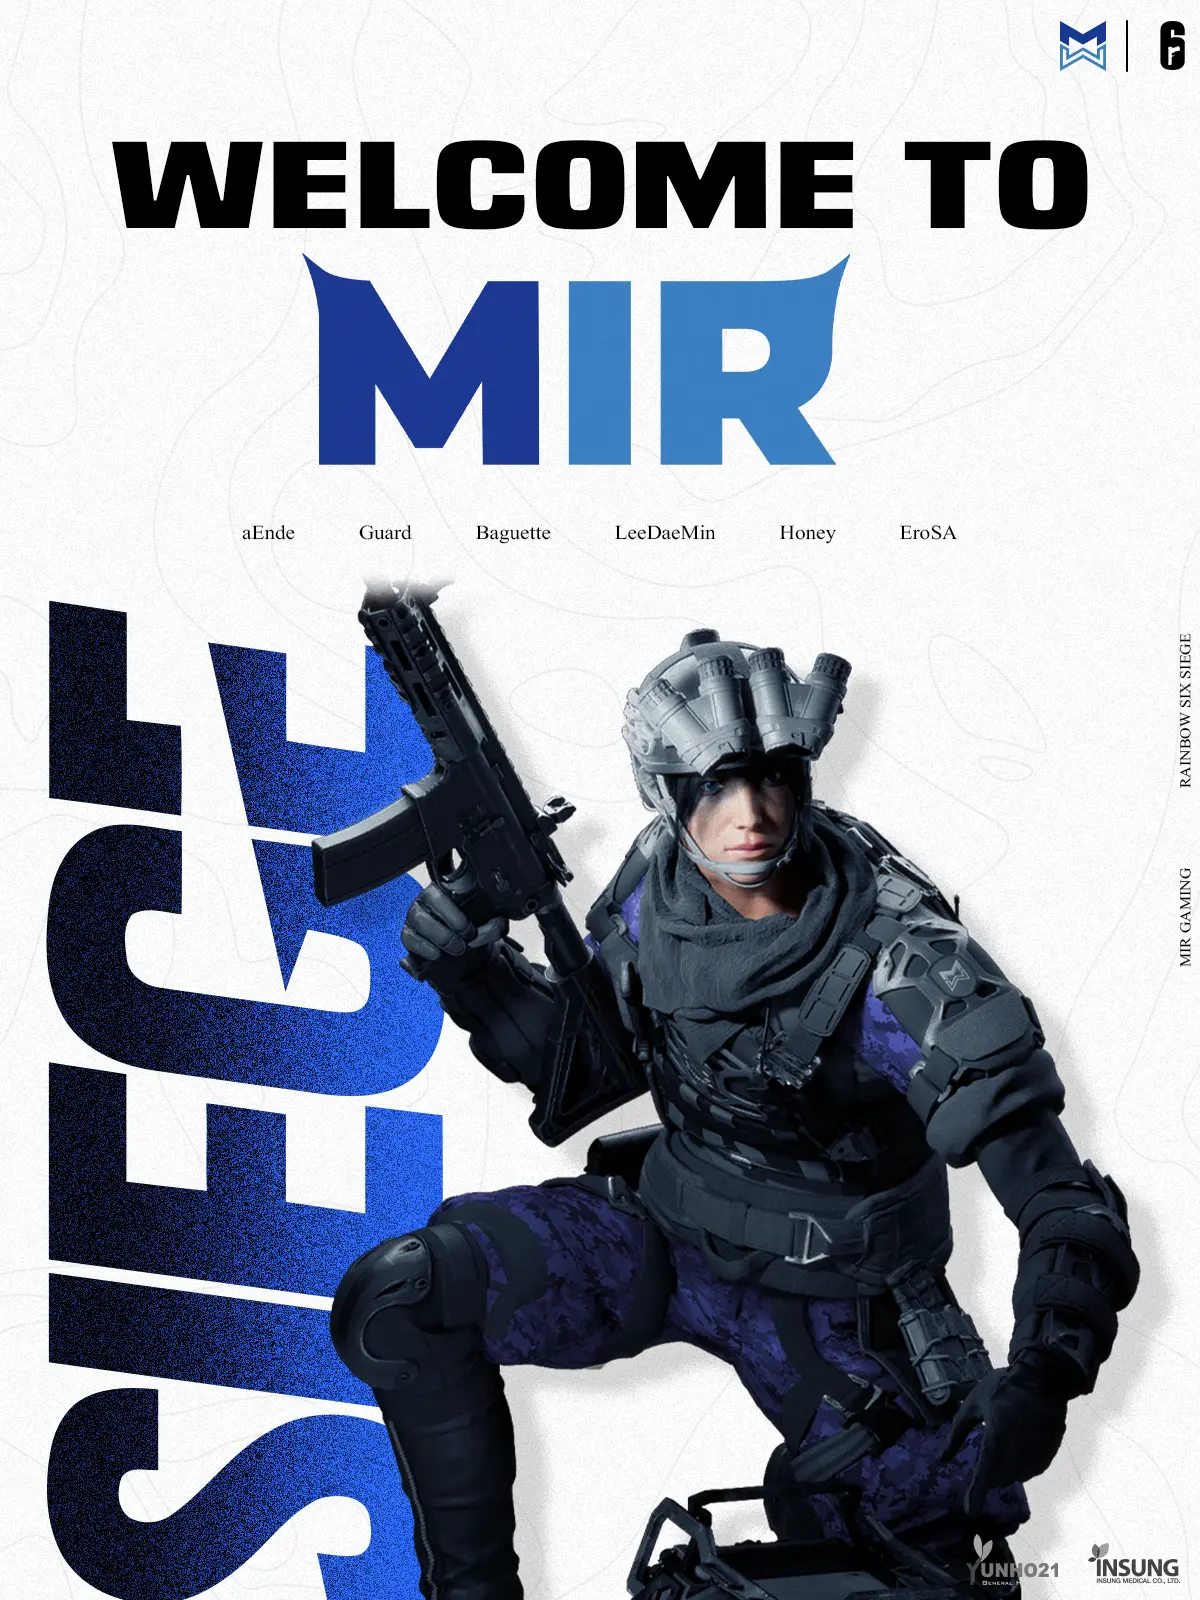 WELCOME TO
MIR
aEnde Guard Baguette LeeDaeMin Honey EroSA
SIEGE
RAINBOW SIX SIEGE
MIR GAMING
YUNHO21
GENERAL
INSUNG
INSUNG MEDICAL CO., LTD.